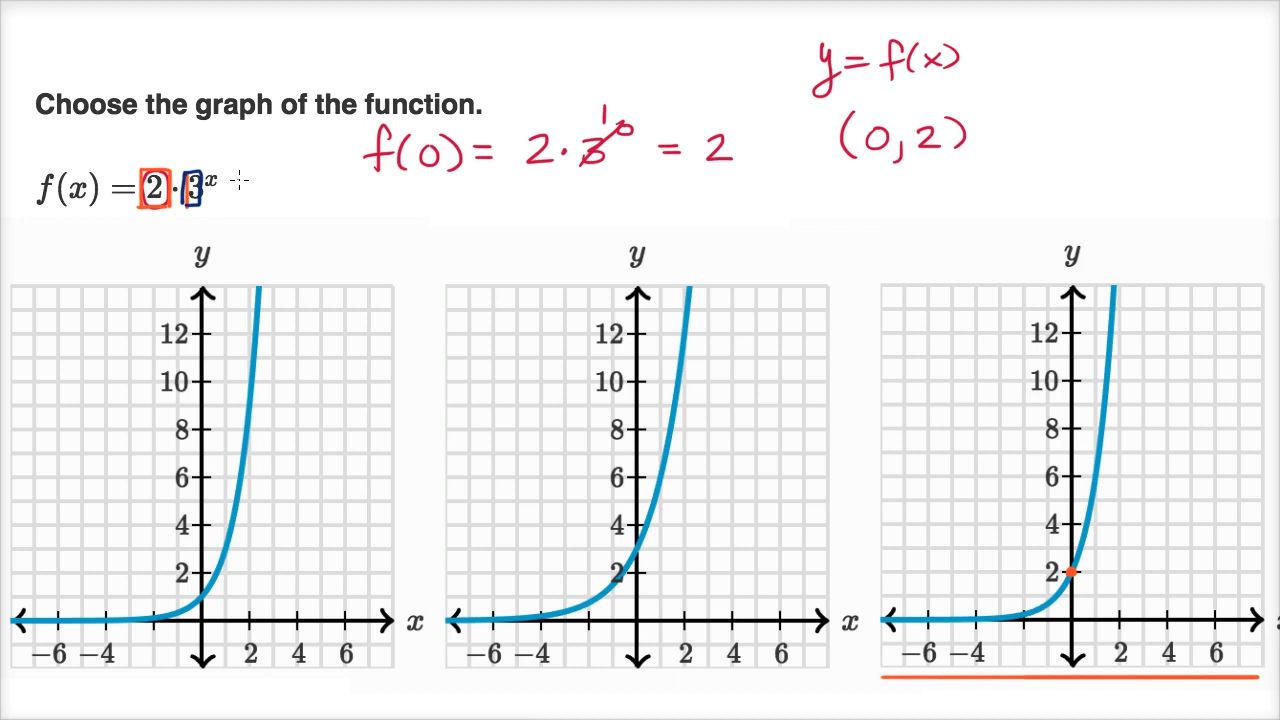 y = f(x)
Choose the graph of the function.
f(0) = 2 · 3⁰ 1 = 2
(0, 2)
f(x) = 2 · 3ˣ
y
y
y
12
12
12
10
10
10
8
8
8
6
6
6
4
4
4
2
2
2
x
x
−6 −4 2 4 6
−6 −4 2 4 6
−6 −4 2 4 6